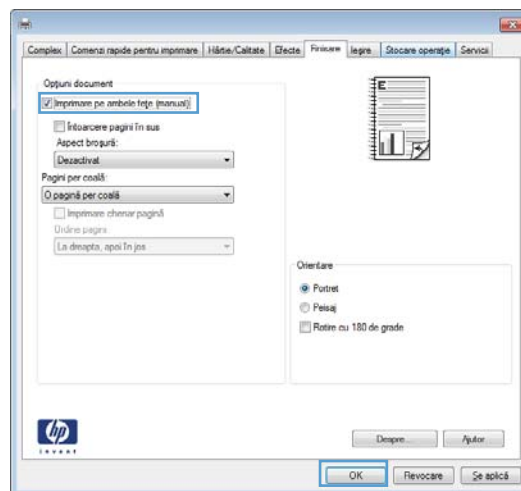 Complex Comenzi rapide pentru imprimare Hârtie/Calitate Efecte Finisare Ieşire Stocare operaţie Servicii
Opţiuni document
Imprimare pe ambele feţe (manual)
Întoarcere pagini în sus
Aspect broşură:
Dezactivat
Pagini per coală:
O pagină per coală
Imprimare chenar pagină
Ordine pagini
La dreapta, apoi în jos
E
Orientare
Portret
Peisaj
Rotire cu 180 de grade
hp
invent
Despre... Ajutor
OK Revocare Se aplică